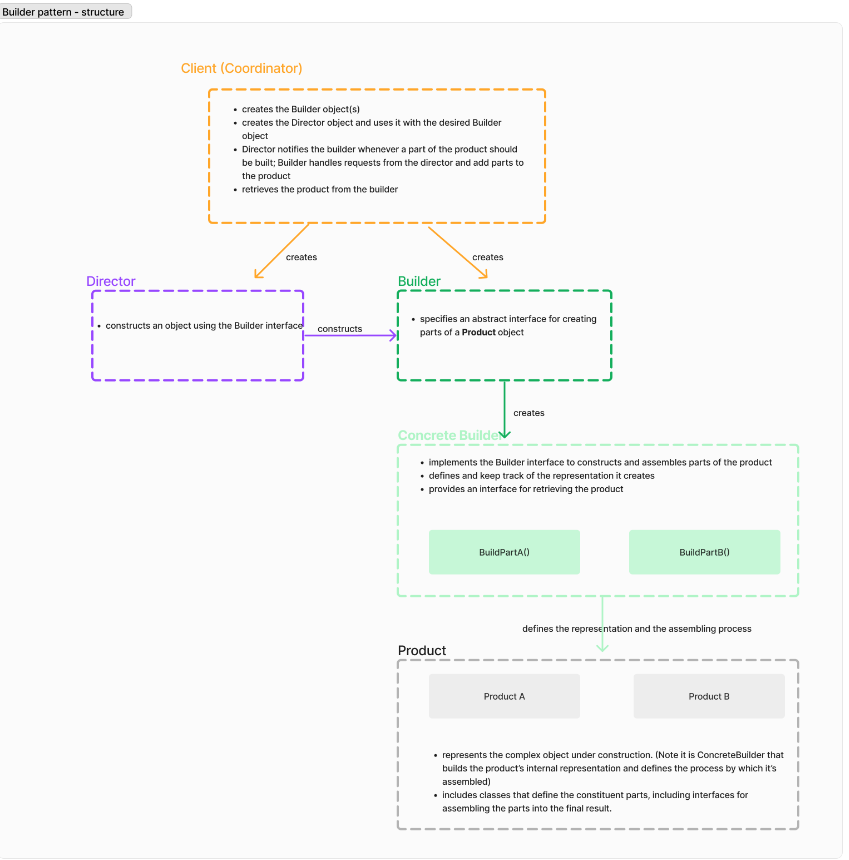 Builder pattern - structure
Client (Coordinator)
• creates the Builder object(s)
• creates the Director object and uses it with the desired Builder
object
• Director notifies the builder whenever a part of the product should
be built; Builder handles requests from the director and add parts to
the product
• retrieves the product from the builder
creates
creates
Director
Builder
• constructs an object using the Builder interface
constructs
• specifies an abstract interface for creating
parts of a Product object
creates
Concrete Builder
• implements the Builder interface to constructs and assembles parts of the product
• defines and keep track of the representation it creates
• provides an interface for retrieving the product
BuildPartA()
BuildPartB()
defines the representation and the assembling process
Product
Product A
Product B
• represents the complex object under construction. (Note it is ConcreteBuilder that
builds the product's internal representation and defines the process by which it's
assembled)
• includes classes that define the constituent parts, including interfaces for
assembling the parts into the final result.